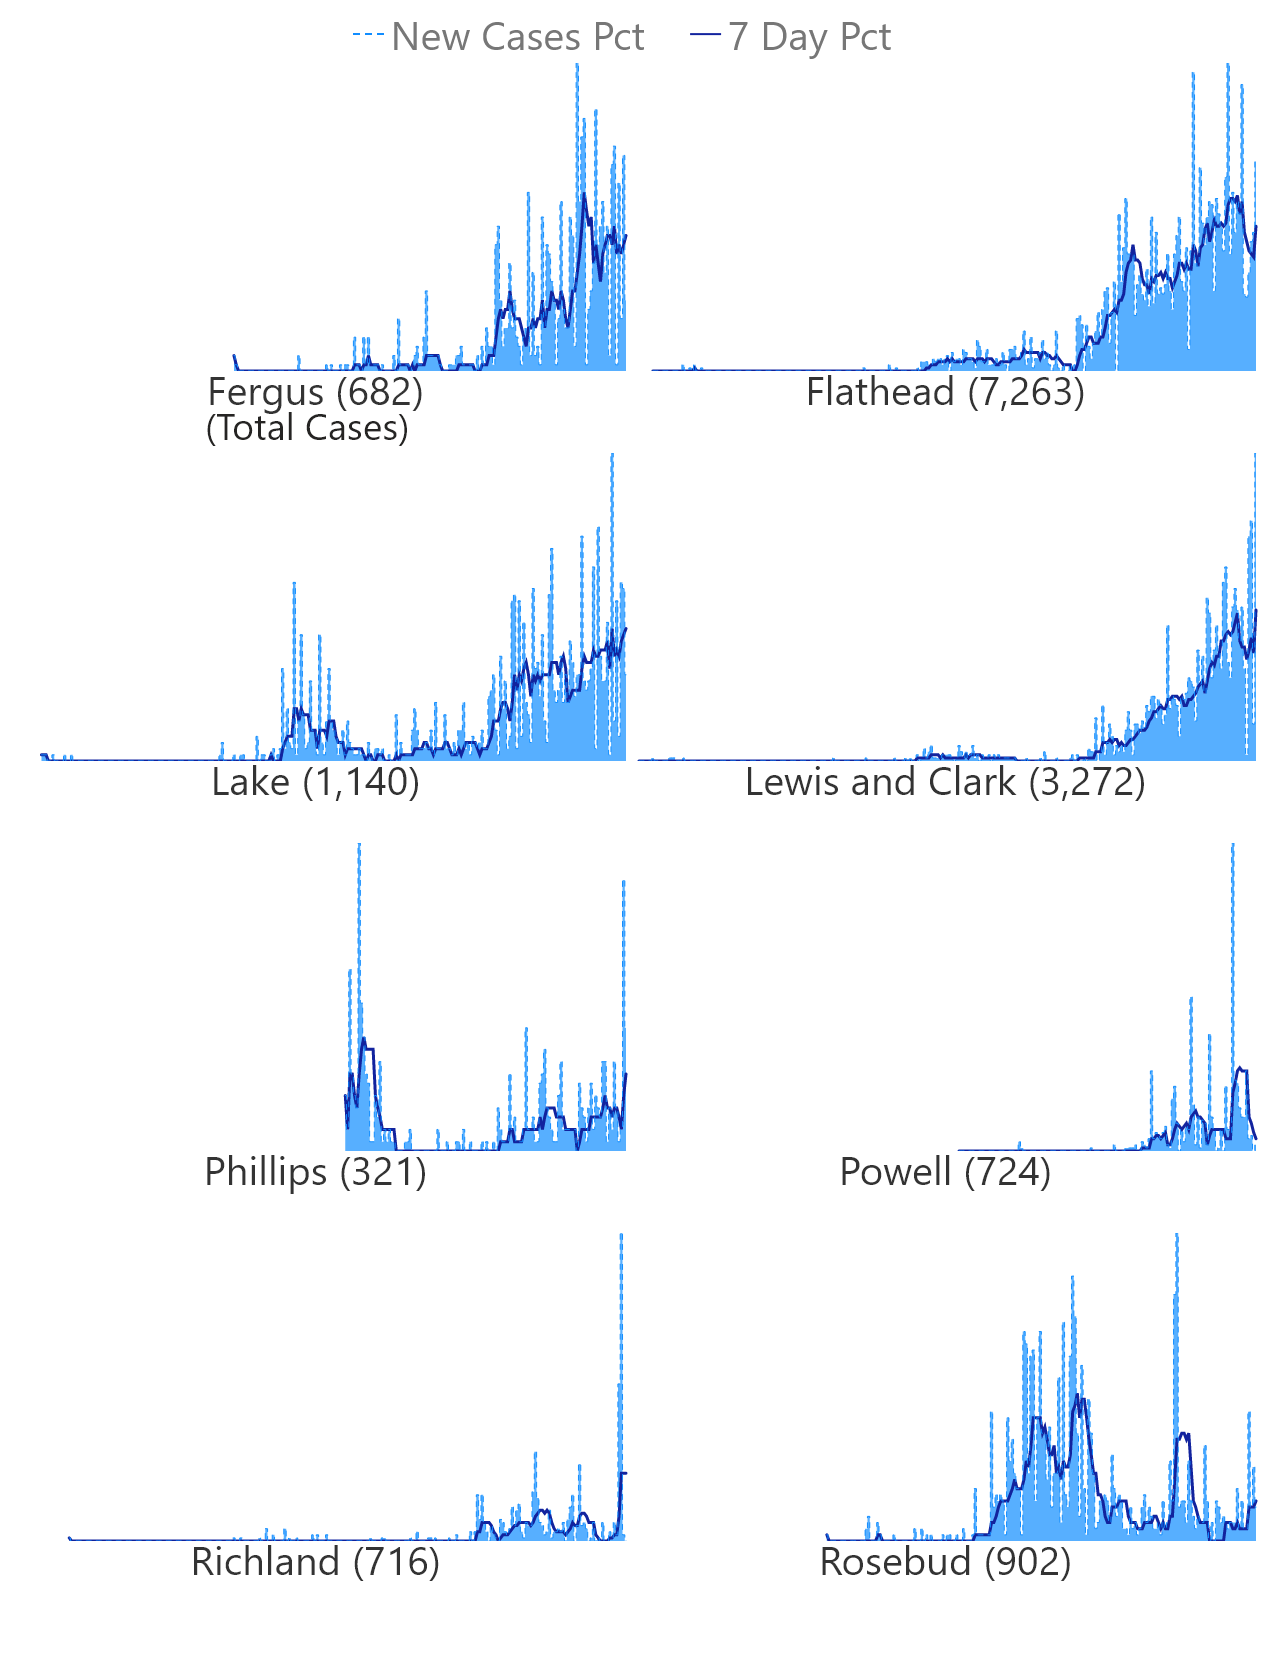 New Cases Pct 7 Day Pct
Fergus (682) Flathead (7,263)
(Total Cases)
Lake (1,140) Lewis and Clark (3,272)
Phillips (321) Powell (724)
Richland (716) Rosebud (902)